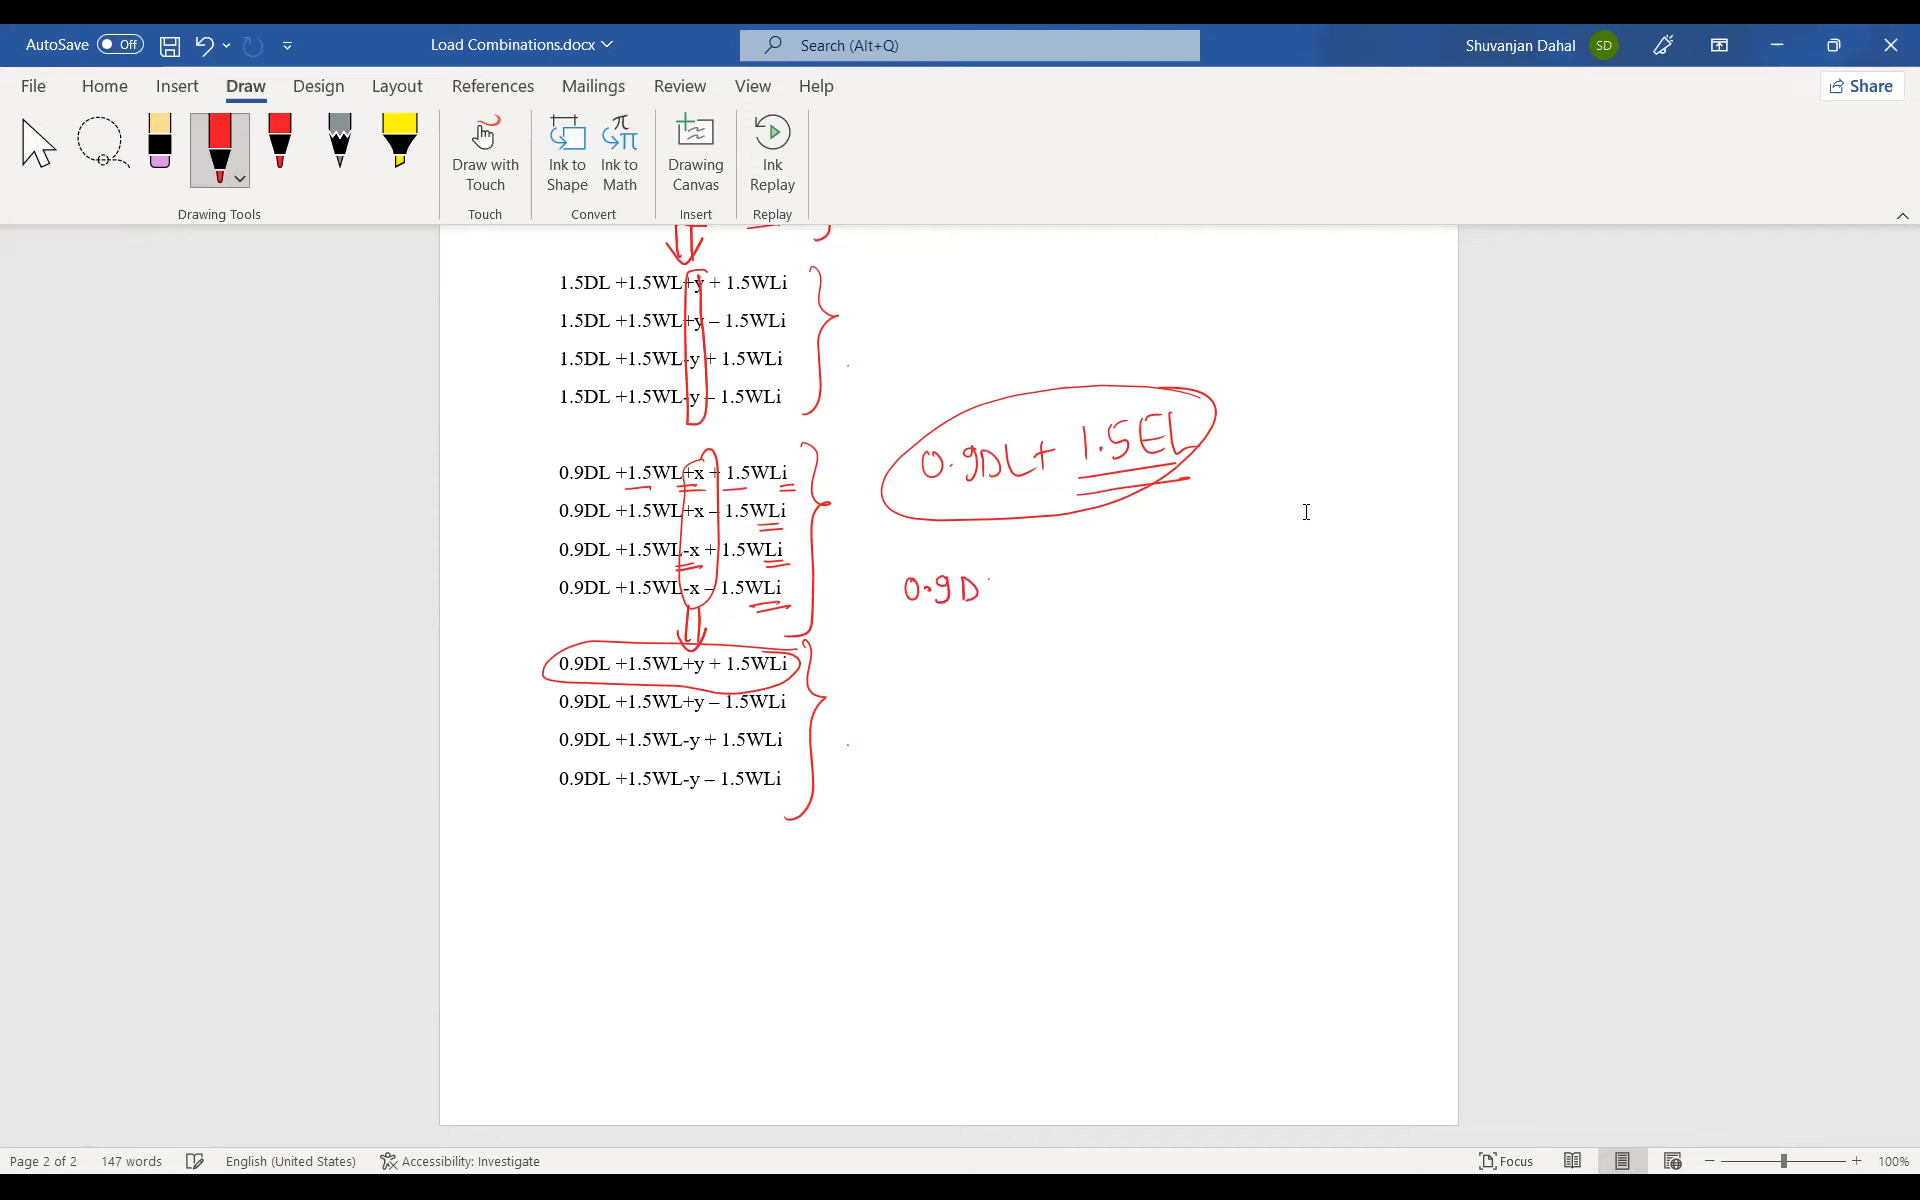 AutoSave Off Load Combinations.docx Search (Alt+Q) Shuvanjan Dahal SD
File Home Insert Draw Design Layout References Mailings Review View Help Share
Draw with Touch
Ink to Shape
Ink to Math
Drawing Canvas
Ink Replay
Drawing Tools Touch Convert Insert Replay
1.5DL +1.5WL+y + 1.5WLi
1.5DL +1.5WL+y – 1.5WLi
1.5DL +1.5WL-y + 1.5WLi
1.5DL +1.5WL-y – 1.5WLi
0.9DL + 1.5EL
0.9DL +1.5WL+x + 1.5WLi
0.9DL +1.5WL+x – 1.5WLi
0.9DL +1.5WL-x + 1.5WLi
0.9DL +1.5WL-x – 1.5WLi
0.9D
0.9DL +1.5WL+y + 1.5WLi
0.9DL +1.5WL+y – 1.5WLi
0.9DL +1.5WL-y + 1.5WLi
0.9DL +1.5WL-y – 1.5WLi
Page 2 of 2 147 words English (United States) Accessibility: Investigate Focus 100%